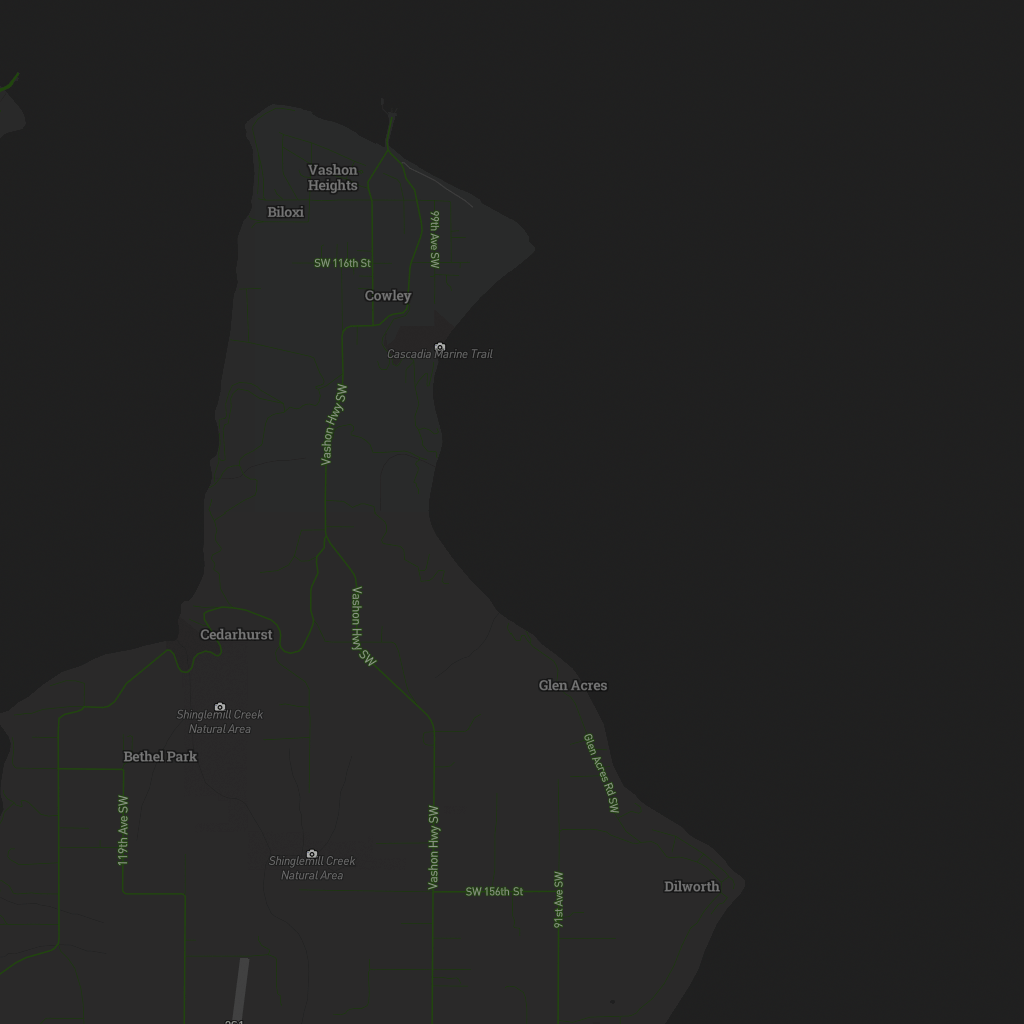 Vashon
Heights
Biloxi
99th Ave SW
SW 116th St
Cowley
Cascadia Marine Trail
Vashon Hwy SW
Vashon Hwy SW
Cedarhurst
Glen Acres
Shinglemill Creek
Natural Area
Bethel Park
Glen Acres Rd SW
119th Ave SW
Vashon Hwy SW
Shinglemill Creek
Natural Area
SW 156th St
91st Ave SW
Dilworth